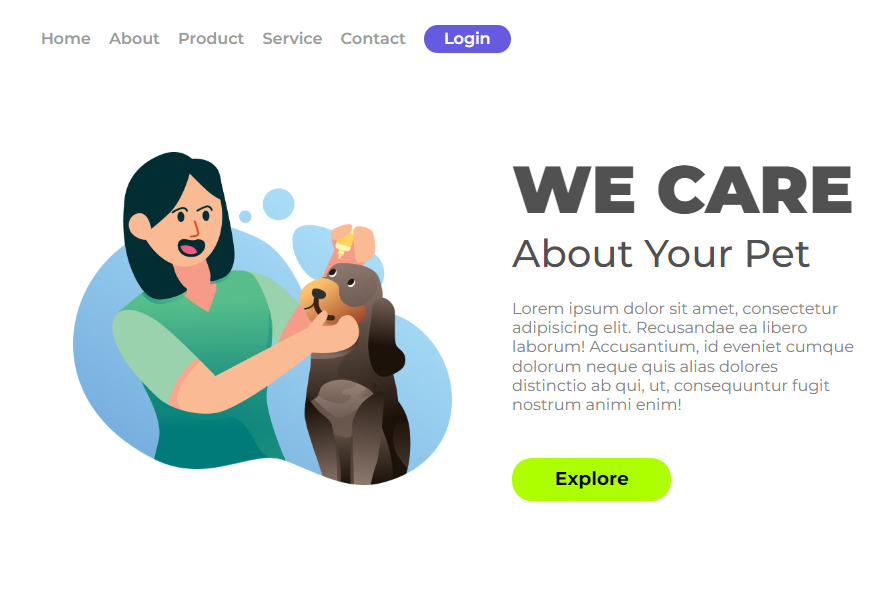 Home About Product Service Contact Login
WE CARE
About Your Pet
Lorem ipsum dolor sit amet, consectetur
adipisicing elit. Recusandae ea libero
laborum! Accusantium, id eveniet cumque
dolorum neque quis alias dolores
distinctio ab qui, ut, consequuntur fugit
nostrum animi enim!
Explore